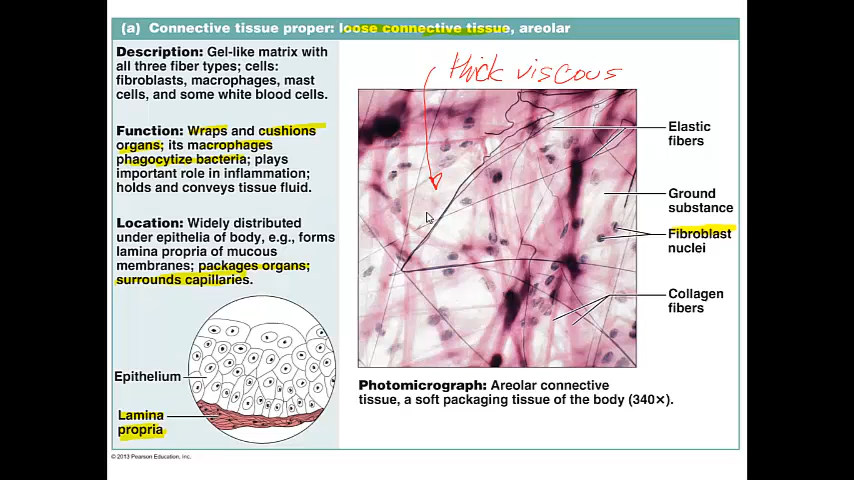 (a) Connective tissue proper: loose connective tissue, areolar
Description: Gel-like matrix with
all three fiber types; cells:
fibroblasts, macrophages, mast
cells, and some white blood cells.
Function: Wraps and cushions
organs; its macrophages
phagocytize bacteria; plays
important role in inflammation;
holds and conveys tissue fluid.
Location: Widely distributed
under epithelia of body, e.g., forms
lamina propria of mucous
membranes; packages organs;
surrounds capillaries.
Epithelium
Lamina
propria
thick viscous
Elastic
fibers
Ground
substance
Fibroblast
nuclei
Collagen
fibers
Photomicrograph: Areolar connective
tissue, a soft packaging tissue of the body (340×).
© 2013 Pearson Education, Inc.